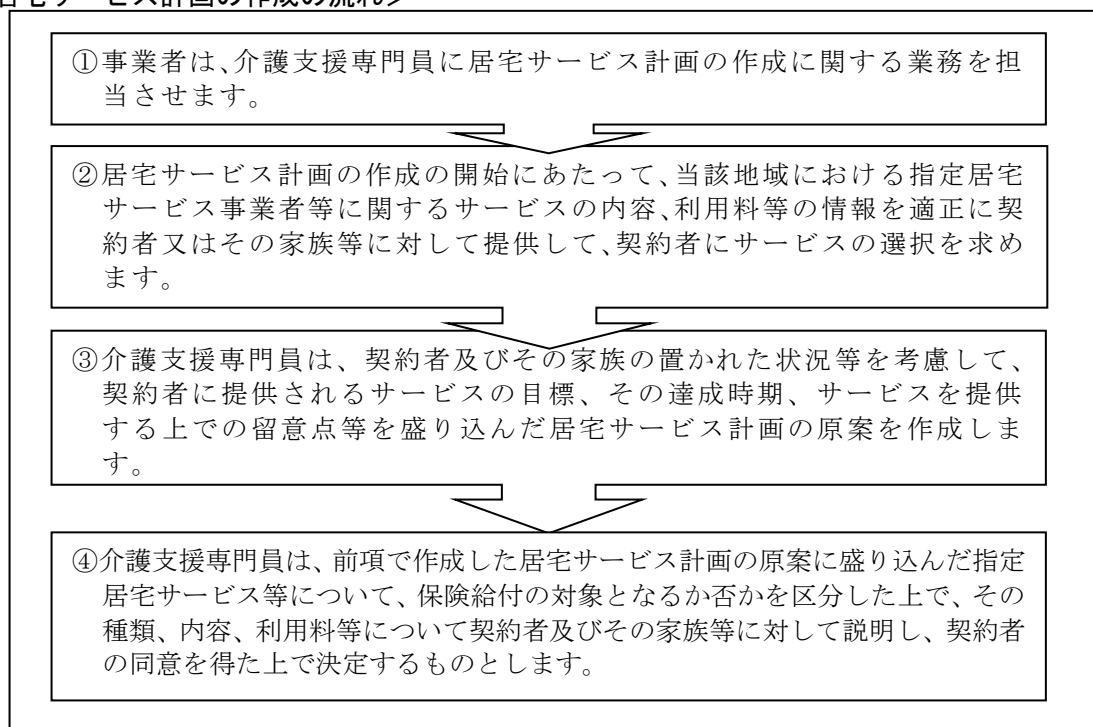 居宅サービス計画の作成の流れ＞
①事業者は、介護支援専門員に居宅サービス計画の作成に関する業務を担
当させます。
②居宅サービス計画の作成の開始にあたって、当該地域における指定居宅
サービス事業者等に関するサービスの内容、利用料等の情報を適正に契
約者又はその家族等に対して提供して、契約者にサービスの選択を求め
ます。
③介護支援専門員は、契約者及びその家族の置かれた状況等を考慮して、
契約者に提供されるサービスの目標、その達成時期、サービスを提供
する上での留意点等を盛り込んだ居宅サービス計画の原案を作成しま
す。
④介護支援専門員は、前項で作成した居宅サービス計画の原案に盛り込んだ指定
居宅サービス等について、保険給付の対象となるか否かを区分した上で、その
種類、内容、利用料等について契約者及びその家族等に対して説明し、契約者
の同意を得た上で決定するものとします。